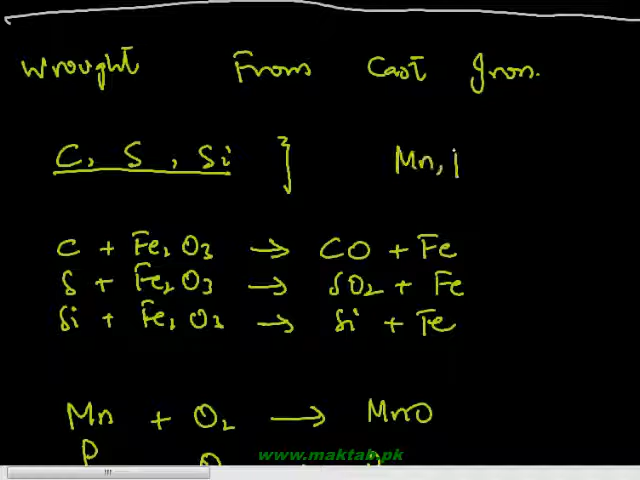 Wrought From Cast Iron.
C, S, Si } Mn,
C + Fe2O3 → CO + Fe
S + Fe2O3 → SO2 + Fe
Si + Fe2O3 → Si + Fe
Mn + O2 → MnO
P
www.maktab.pk